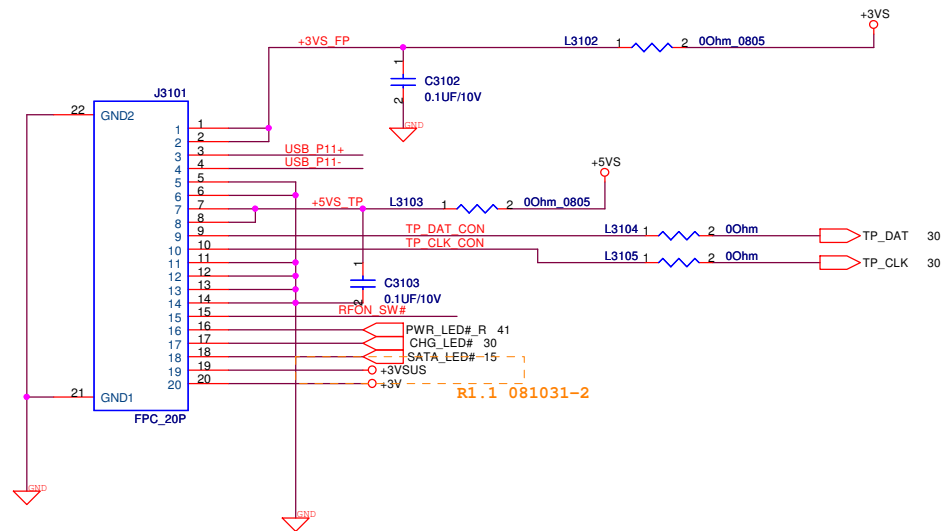 +3VS
+3VS_FP
L3102 1 2 0Ohm_0805
1
C3102
0.1UF/10V
2
GND
J3101
22 GND2
1 1
2 2
3 3 USB_P11+
4 4 USB_P11-
5 5
+5VS
6 6
7 7 +5VS_TP L3103 1 2 0Ohm_0805
8 8
9 9 TP_DAT_CON L3104 1 2 0Ohm TP_DAT 30
10 10 TP_CLK_CON L3105 1 2 0Ohm TP_CLK 30
11 11
1
12 12
C3103
13 13
0.1UF/10V
2
14 14
15 15 RFON_SW#
16 16 PWR_LED#_R 41
17 17 CHG_LED# 30
18 18 SATA_LED# 15
19 19 +3VSUS
20 20 +3V
R1.1 081031-2
21 GND1
FPC_20P
GND
GND